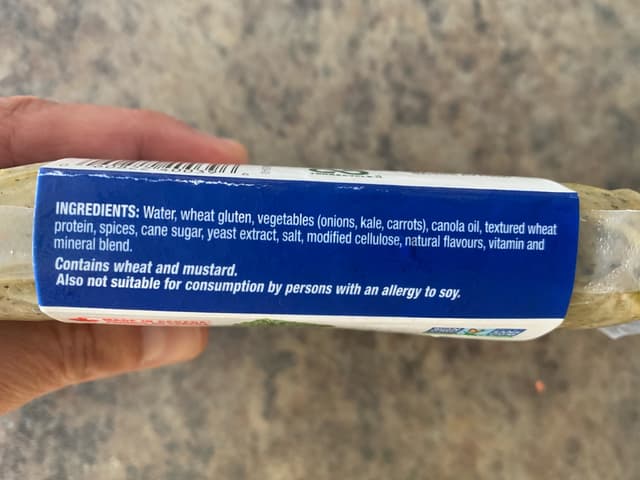 INGREDIENTS: Water, wheat gluten, vegetables (onions, kale, carrots), canola oil, textured wheat
protein, spices, cane sugar, yeast extract, salt, modified cellulose, natural flavours, vitamin and
mineral blend.
Contains wheat and mustard.
Also not suitable for consumption by persons with an allergy to soy.